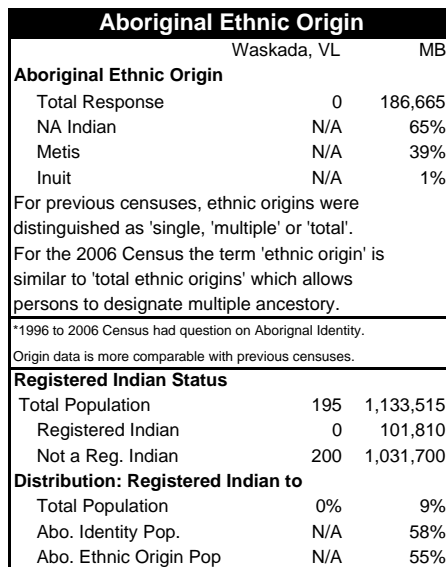 Aboriginal Ethnic Origin
Waskada, VL MB
Aboriginal Ethnic Origin
Total Response 0 186,665
NA Indian N/A 65%
Metis N/A 39%
Inuit N/A 1%
For previous censuses, ethnic origins were
distinguished as 'single, 'multiple' or 'total'.
For the 2006 Census the term 'ethnic origin' is
similar to 'total ethnic origins' which allows
persons to designate multiple ancestory.
*1996 to 2006 Census had question on Aborignal Identity.
Origin data is more comparable with previous censuses.
Registered Indian Status
Total Population 195 1,133,515
Registered Indian 0 101,810
Not a Reg. Indian 200 1,031,700
Distribution: Registered Indian to
Total Population 0% 9%
Abo. Identity Pop. N/A 58%
Abo. Ethnic Origin Pop N/A 55%